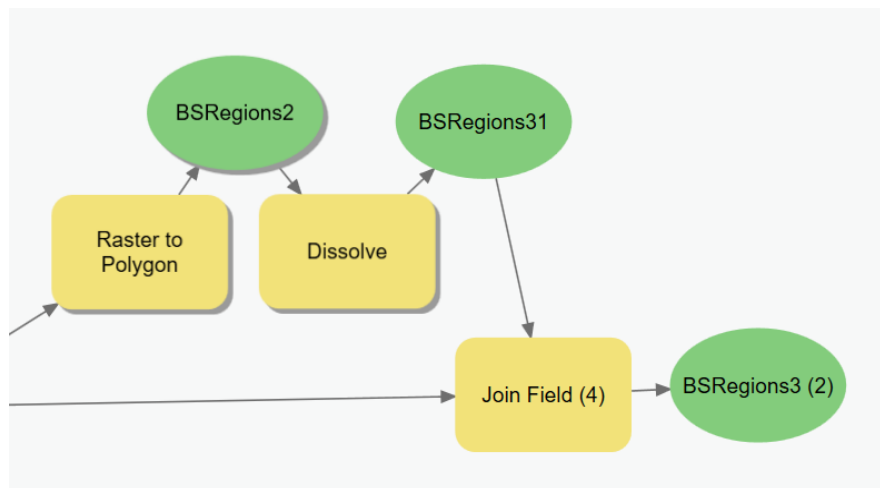 BSRegions2
BSRegions31
Raster to
Polygon
Dissolve
Join Field (4)
BSRegions3 (2)